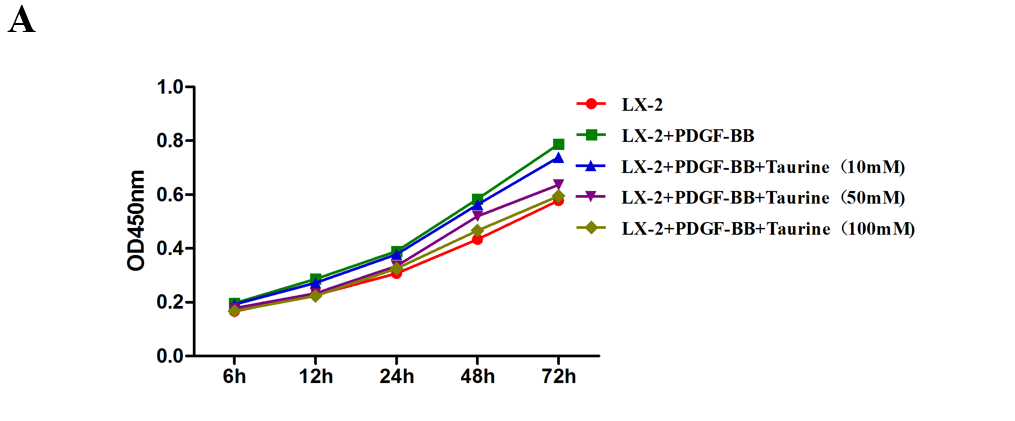 A
1.0
0.8
0.6
0.4
0.2
0.0
OD450nm
6h 12h 24h 48h 72h
LX-2
LX-2+PDGF-BB
LX-2+PDGF-BB+Taurine（10mM)
LX-2+PDGF-BB+Taurine（50mM)
LX-2+PDGF-BB+Taurine（100mM)